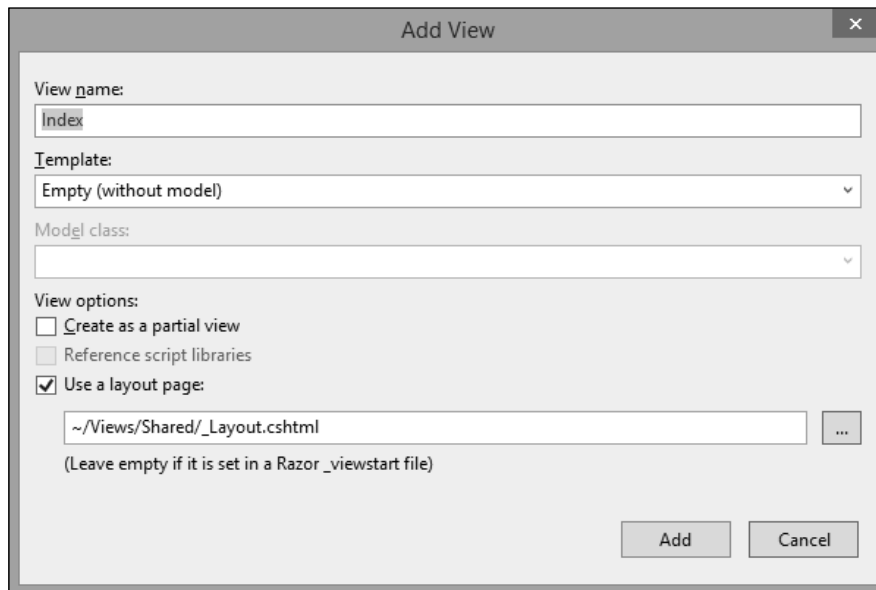 Add View
View name:
Index
Template:
Empty (without model)
Model class:
View options:
Create as a partial view
Reference script libraries
Use a layout page:
~/Views/Shared/_Layout.cshtml
...
(Leave empty if it is set in a Razor _viewstart file)
Add Cancel